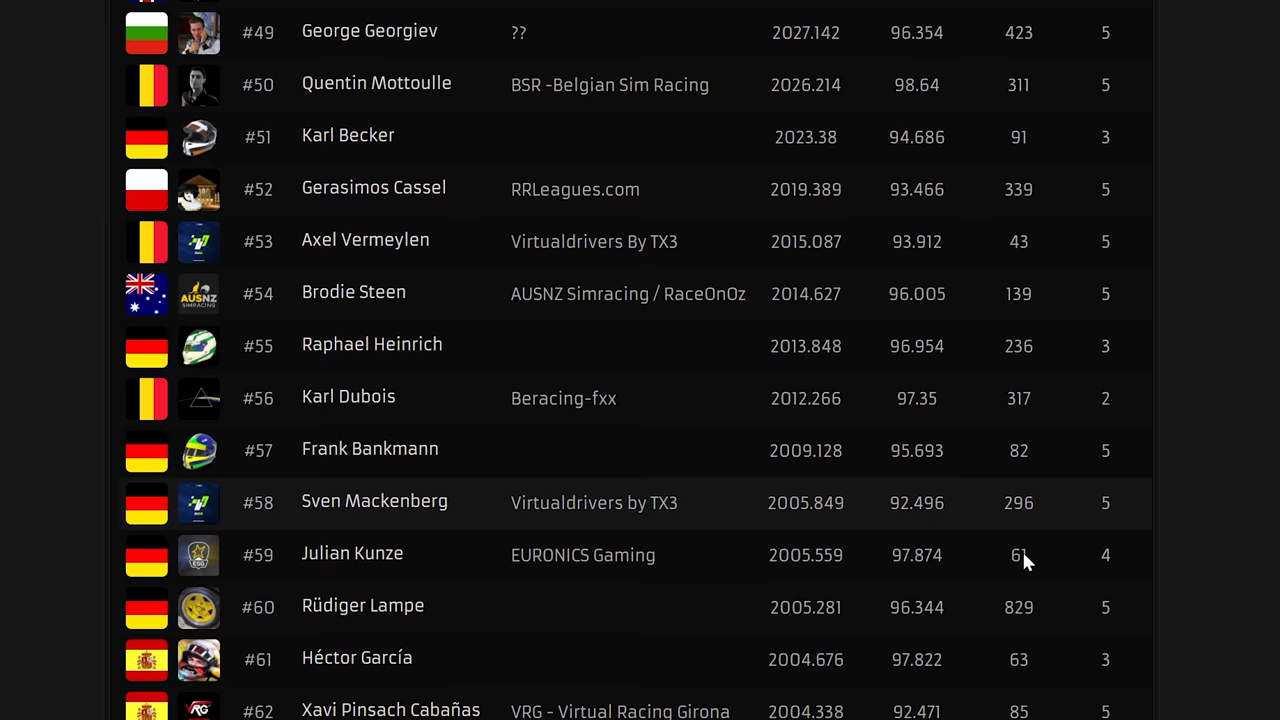 #49 George Georgiev ?? 2027.142 96.354 423 5
#50 Quentin Mottoulle BSR -Belgian Sim Racing 2026.214 98.64 311 5
#51 Karl Becker 2023.38 94.686 91 3
#52 Gerasimos Cassel RRLeagues.com 2019.389 93.466 339 5
#53 Axel Vermeylen Virtualdrivers By TX3 2015.087 93.912 43 5
AUSNZ
SIMRACING
#54 Brodie Steen AUSNZ Simracing / RaceOnOz 2014.627 96.005 139 5
#55 Raphael Heinrich 2013.848 96.954 236 3
#56 Karl Dubois Beracing-fxx 2012.266 97.35 317 2
#57 Frank Bankmann 2009.128 95.693 82 5
#58 Sven Mackenberg Virtualdrivers by TX3 2005.849 92.496 296 5
ESG
#59 Julian Kunze EURONICS Gaming 2005.559 97.874 61 4
#60 Rüdiger Lampe 2005.281 96.344 829 5
#61 Héctor García 2004.676 97.822 63 3
VRG
#62 Xavi Pinsach Cabañas VRG - Virtual Racing Girona 2004.338 92.471 85 5